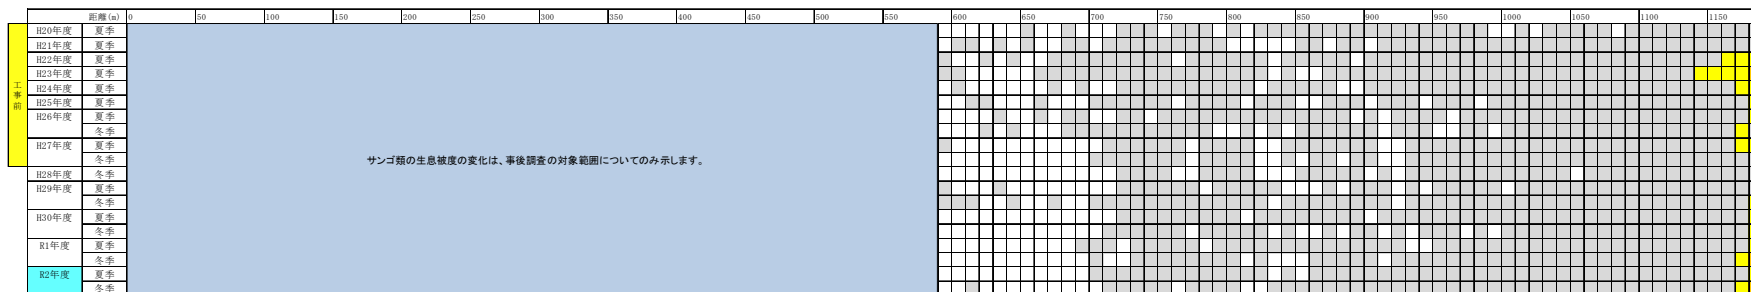 距離(m) 0 50 100 150 200 250 300 350 400 450 500 550 600 650 700 750 800 850 900 950 1000 1050 1100 1150
工事前
H20年度 夏季
H21年度 夏季
H22年度 夏季
H23年度 夏季
H24年度 夏季
H25年度 夏季
H26年度 夏季
冬季
H27年度 夏季
冬季
サンゴ類の生息被度の変化は、事後調査の対象範囲についてのみ示します。
H28年度 冬季
H29年度 夏季
冬季
H30年度 夏季
冬季
R1年度 夏季
冬季
R2年度 夏季
冬季